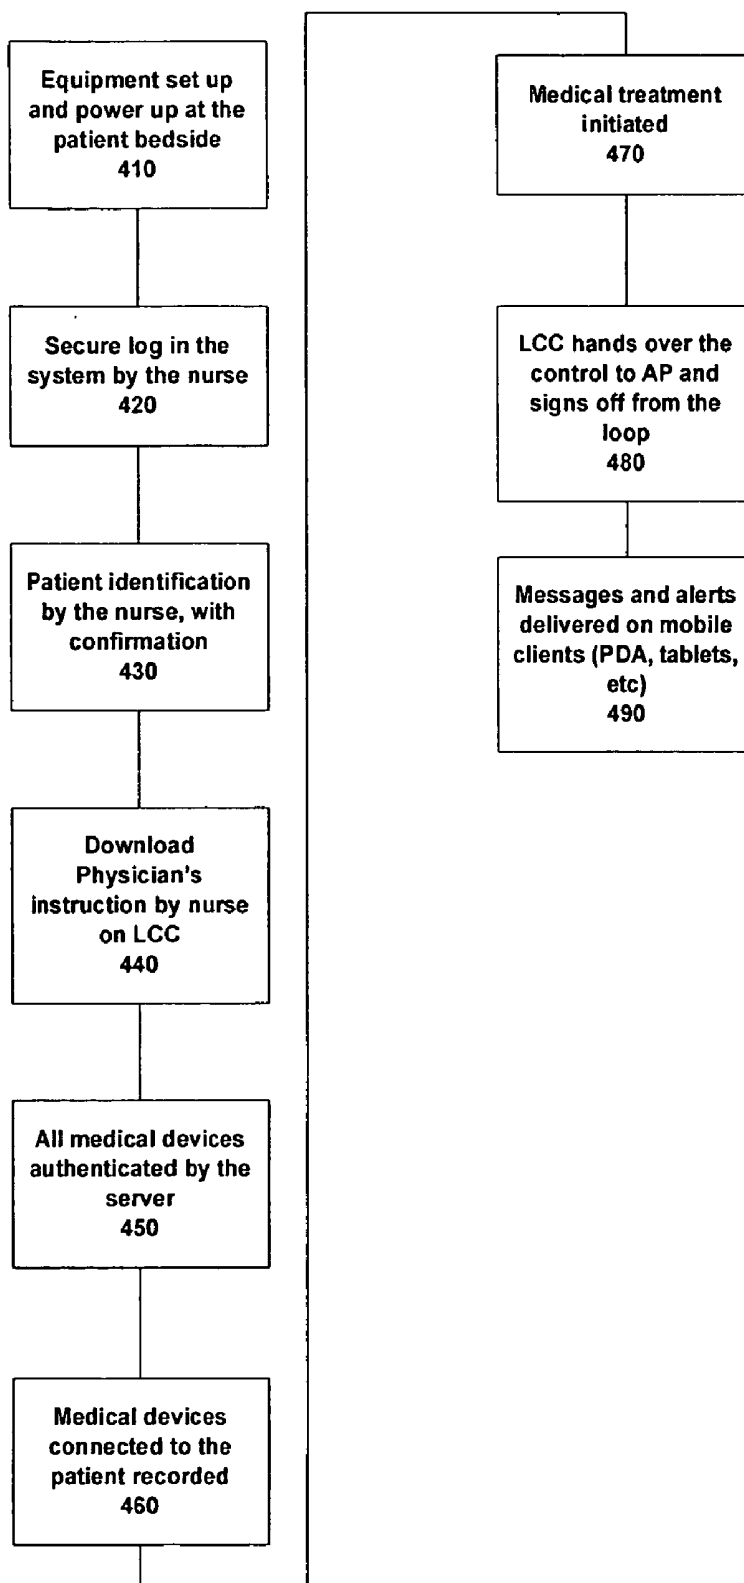 Equipment set up
and power up at the
patient bedside
410
Secure log in the
system by the nurse
420
Patient identification
by the nurse, with
confirmation
430
Download
Physician's
instruction by nurse
on LCC
440
All medical devices
authenticated by the
server
450
Medical devices
connected to the
patient recorded
460
Medical treatment
initiated
470
LCC hands over the
control to AP and
signs off from the
loop
480
Messages and alerts
delivered on mobile
clients (PDA, tablets,
etc)
490